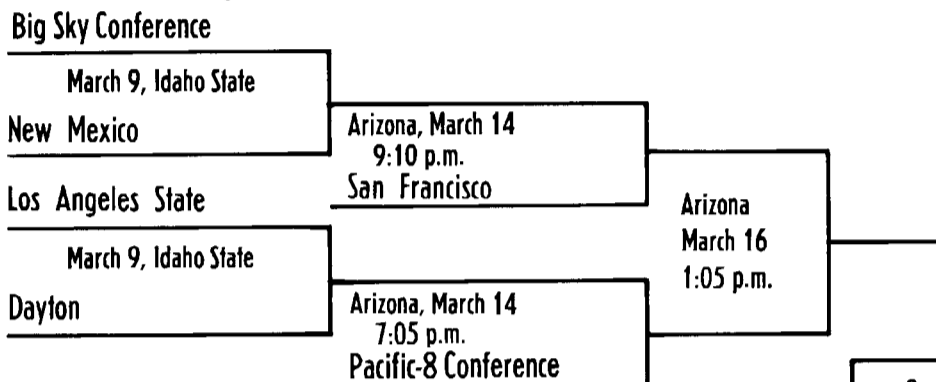 Big Sky Conference
March 9, Idaho State
New Mexico
Los Angeles State
March 9, Idaho State
Dayton
Arizona, March 14
9:10 p.m.
San Francisco
Arizona, March 14
7:05 p.m.
Pacific-8 Conference
Arizona
March 16
1:05 p.m.